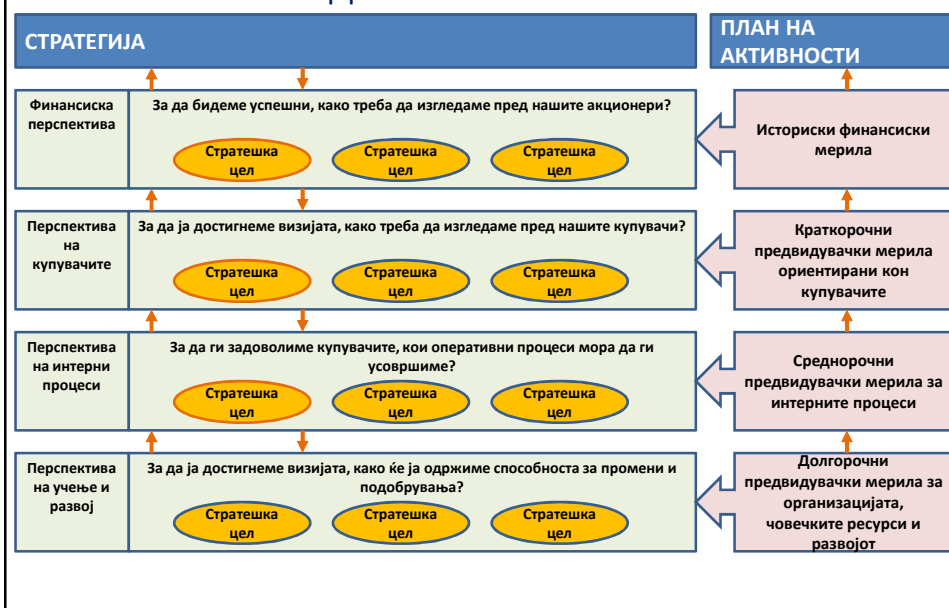 СТРАТЕГИЈА
ПЛАН НА
АКТИВНОСТИ
Финансиска
перспектива
За да бидеме успешни, како треба да изгледаме пред нашите акционери?
Стратешка
цел
Стратешка
цел
Стратешка
цел
Историски финансиски
мерила
Перспектива
на
купувачите
За да ја достигнеме визијата, како треба да изгледаме пред нашите купувачи?
Стратешка
цел
Стратешка
цел
Стратешка
цел
Краткорочни
предвидувачки мерила
ориентирани кон
купувачите
Перспектива
на интерни
процеси
За да ги задоволиме купувачите, кои оперативни процеси мора да ги
усовршиме?
Стратешка
цел
Стратешка
цел
Стратешка
цел
Среднорочни
предвидувачки мерила за
интерните процеси
Перспектива
на учење и
развој
За да ја достигнеме визијата, како ќе ја одржиме способноста за промени и
подобрувања?
Стратешка
цел
Стратешка
цел
Стратешка
цел
Долгорочни
предвидувачки мерила за
организацијата,
човечките ресурси и
развојот